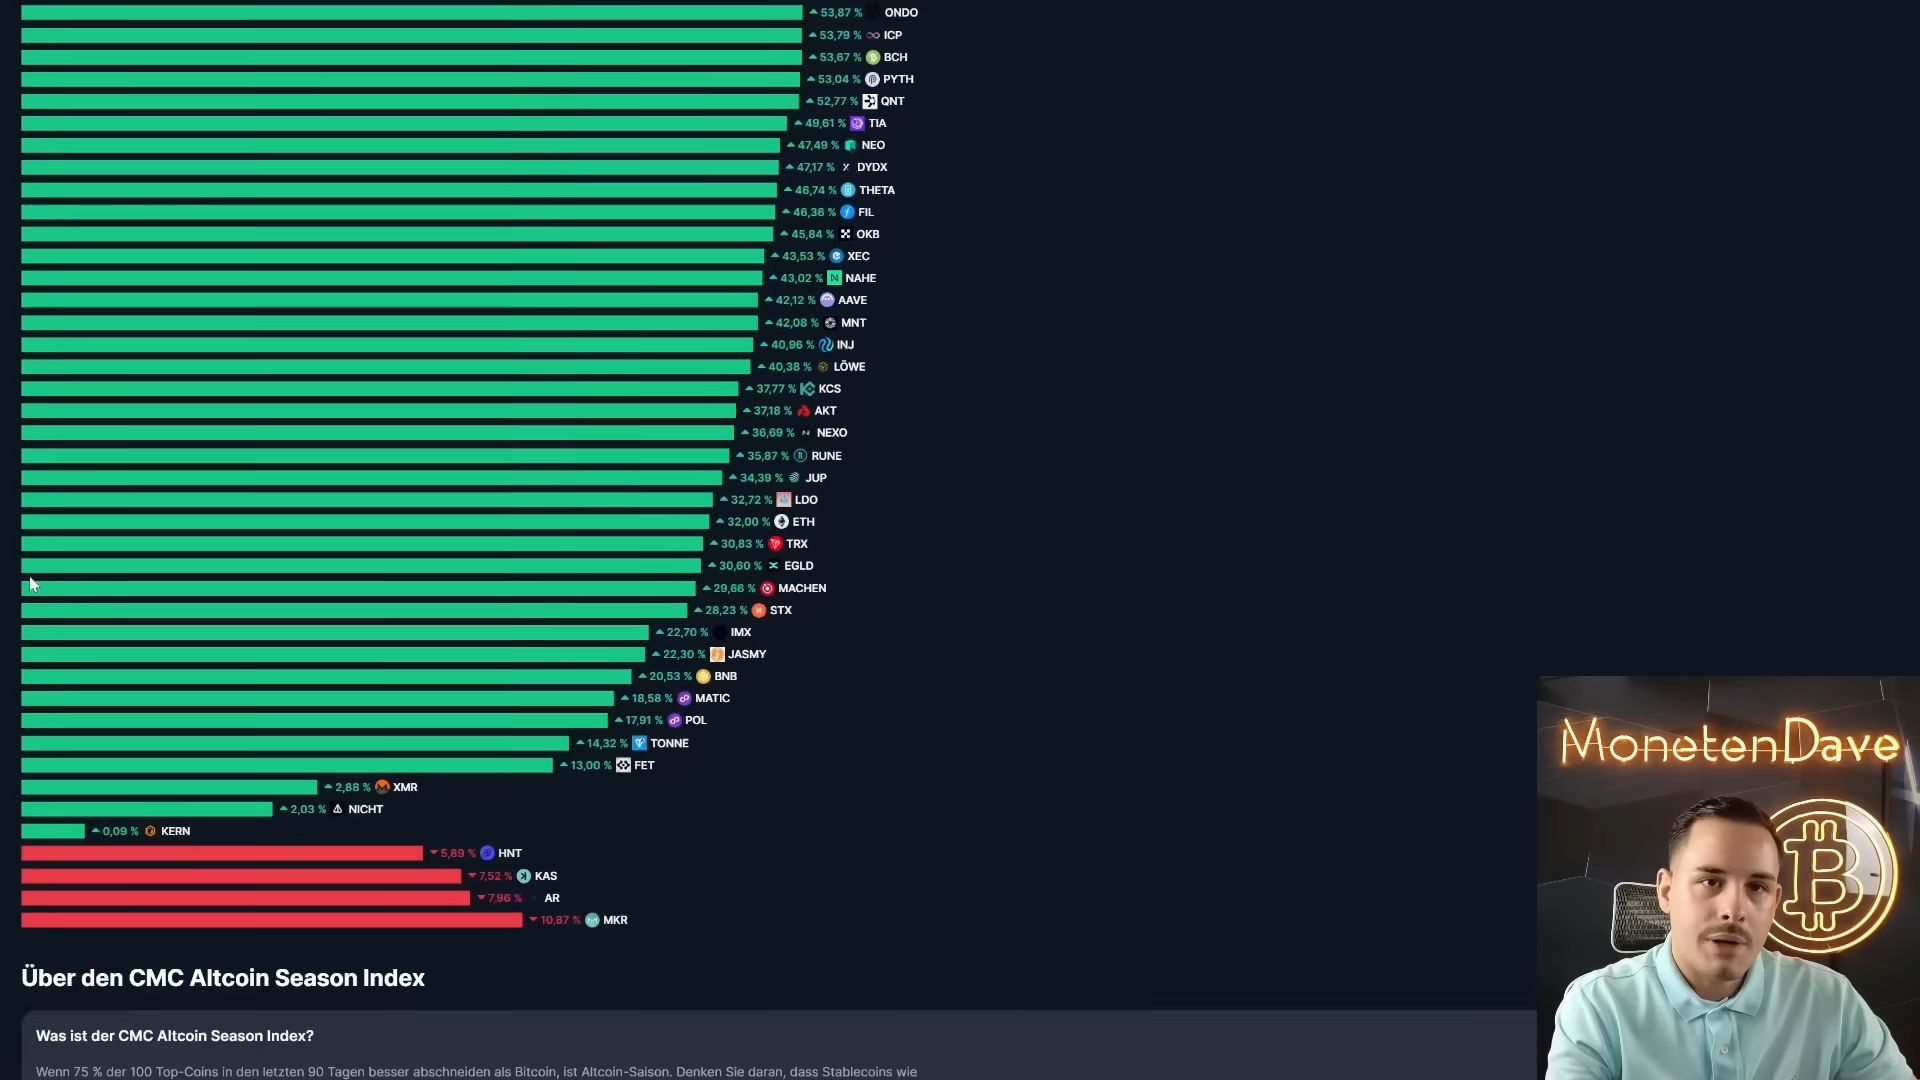 53,87 % ONDO
53,79 % ICP
53,67 % BCH
53,04 % PYTH
52,77 % QNT
49,61 % TIA
47,49 % NEO
47,17 % DYDX
46,74 % THETA
46,36 % FIL
45,84 % OKB
43,53 % XEC
43,02 % NAHE
42,12 % AAVE
42,08 % MNT
40,96 % INJ
40,38 % LÖWE
37,77 % KCS
37,18 % AKT
36,69 % NEXO
35,87 % RUNE
34,39 % JUP
32,72 % LDO
32,00 % ETH
30,83 % TRX
30,60 % EGLD
29,66 % MACHEN
28,23 % STX
22,70 % IMX
22,30 % JASMY
20,53 % BNB
18,58 % MATIC
17,91 % POL
14,32 % TONNE
13,00 % FET
2,88 % XMR
2,03 % NICHT
0,09 % KERN
5,89 % HNT
7,52 % KAS
7,96 % AR
10,87 % MKR
Über den CMC Altcoin Season Index
Was ist der CMC Altcoin Season Index?
Wenn 75 % der 100 Top-Coins in den letzten 90 Tagen besser abschneiden als Bitcoin, ist Altcoin-Saison. Denken Sie daran, dass Stablecoins wie
MonetenDave